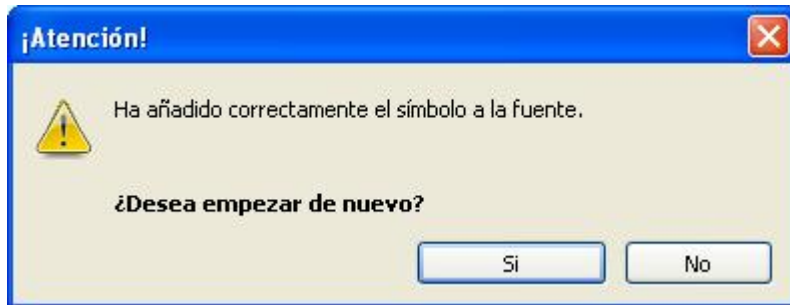 ¡Atención!
Ha añadido correctamente el símbolo a la fuente.
¿Desea empezar de nuevo?
Si
No